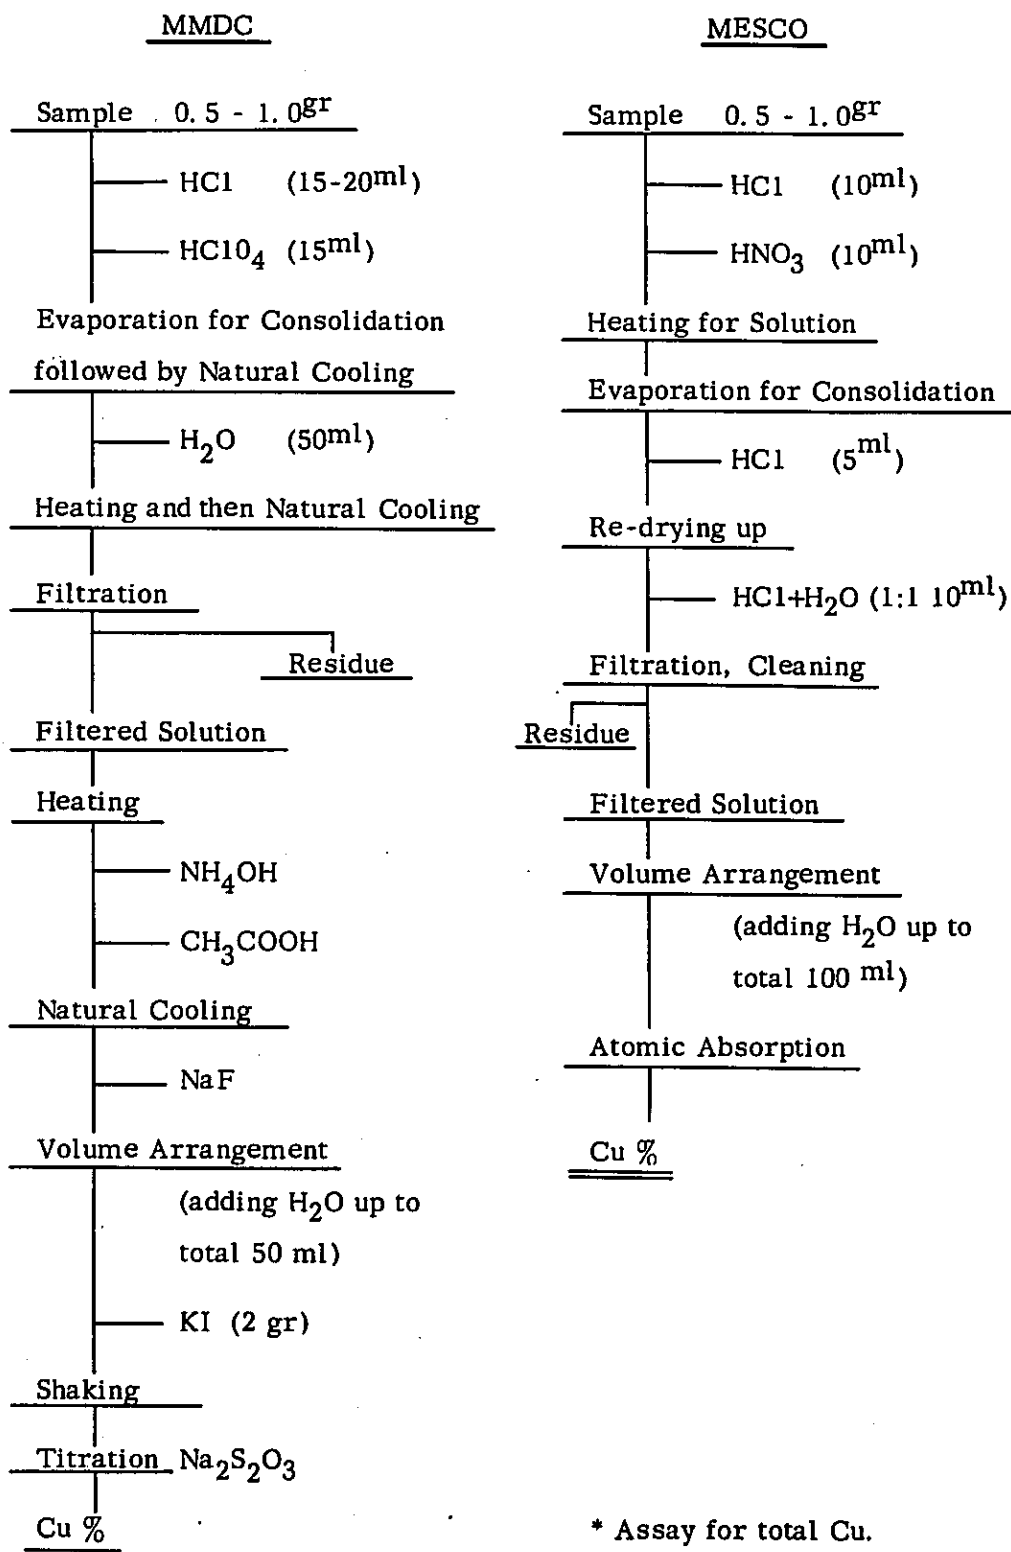 MMDC
Sample 0.5 - 1.0gr
HCl (15-20ml)
HClO4 (15ml)
Evaporation for Consolidation
followed by Natural Cooling
H2O (50ml)
Heating and then Natural Cooling
Filtration
Residue
Filtered Solution
Heating
NH4OH
CH3COOH
Natural Cooling
NaF
Volume Arrangement
(adding H2O up to
total 50 ml)
KI (2 gr)
Shaking
Titration Na2S2O3
Cu %
MESCO
Sample 0.5 - 1.0gr
HCl (10ml)
HNO3 (10ml)
Heating for Solution
Evaporation for Consolidation
HCl (5ml)
Re-drying up
HCl+H2O (1:1 10ml)
Filtration, Cleaning
Residue
Filtered Solution
Volume Arrangement
(adding H2O up to
total 100 ml)
Atomic Absorption
Cu %
* Assay for total Cu.